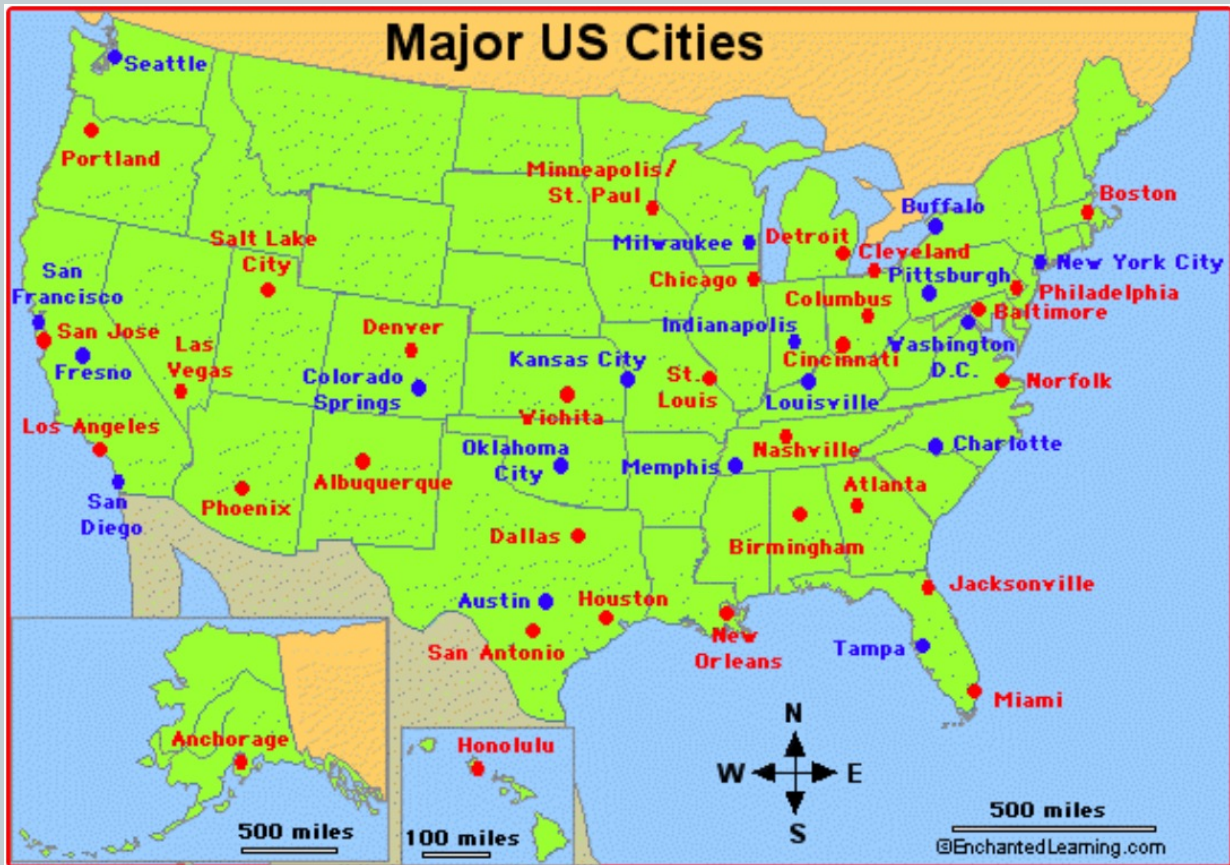 Major US Cities
Seattle
Portland
Minneapolis/
St. Paul
Boston
Buffalo
Salt Lake
City
Milwaukee
Detroit
Cleveland
San
Francisco
Chicago
Pittsburgh
New York City
Columbus
Philadelphia
San Jose
Denver
Indianapolis
Baltimore
Las
Vegas
Fresno
Kansas City
Cincinnati
Washington
D.C.
Colorado
Springs
St.
Louis
Louisville
Norfolk
Wichita
Los Angeles
Oklahoma
City
Nashville
Charlotte
Memphis
Albuquerque
Atlanta
San
Diego
Phoenix
Dallas
Birmingham
Jacksonville
Austin
Houston
New
Orleans
San Antonio
Tampa
Miami
Anchorage
500 miles
Honolulu
100 miles
N
W
E
S
500 miles
©EnchantedLearning.com